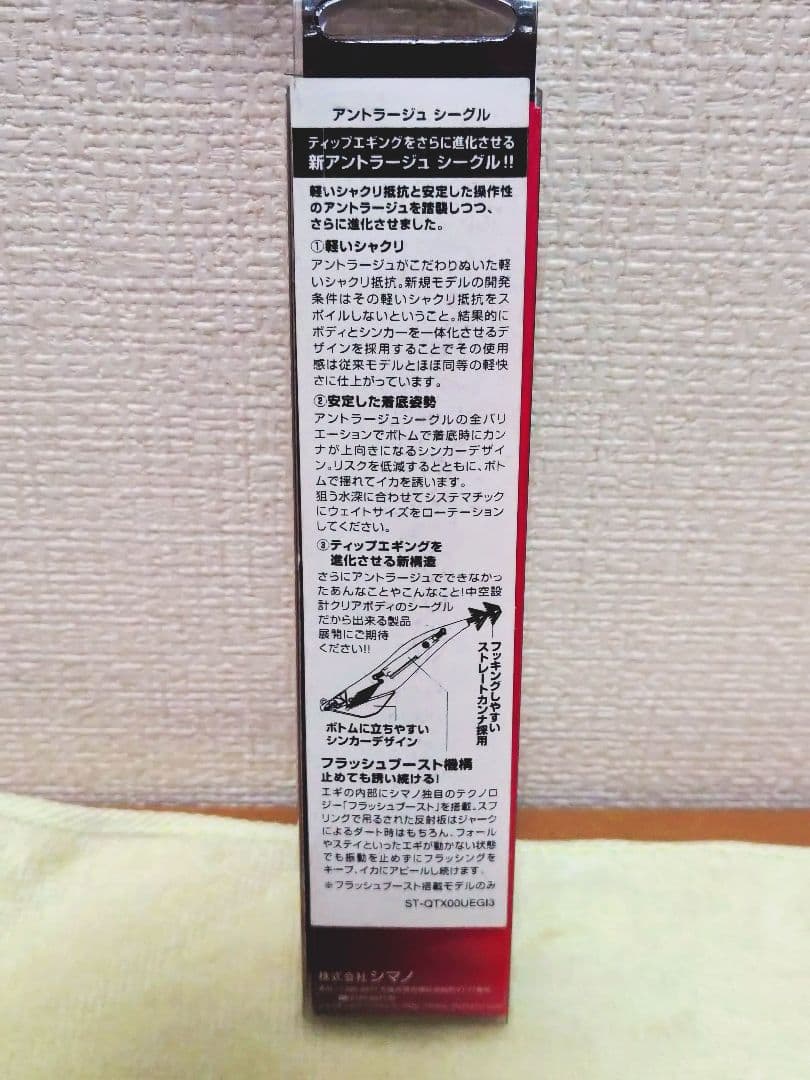 アントラージュ シーグル
ティップエギングをさらに進化させる
新アントラージュ シーグル!!
軽いシャクリ抵抗と安定した操作性
のアントラージュを踏襲しつつ、
さらに進化させました。
①軽いシャクリ
アントラージュがこだわりぬいた軽
いシャクリ抵抗。新規モデルの開発
条件はその軽いシャクリ抵抗をス
ポイルしないということ。結果的に
ボディとシンカーを一体化させるデ
ザインを採用することでその使用
感は従来モデルとほぼ同等の軽快
さに仕上がっています。
②安定した着底姿勢
アントラージュシーグルの全バリ
エーションでボトムで着底時にカン
ナが上向きになるシンカーデザイ
ン。リスクを低減するとともに、ボト
ムで揺れてイカを誘います。
狙う水深に合わせてシステマチック
にウェイトサイズをローテーション
してください。
③ティップエギングを
進化させる新構造
さらにアントラージュでできなかっ
たあんなことやこんなこと!中空設
計クリアボディのシーグル
だから出来る製品
展開にご期待
ください!!
フッキングしやすい
ストレートカンナ採用
ボトムに立ちやすい
シンカーデザイン
フラッシュブースト機構
止めても誘い続ける!
エギの内部にシマノ独自のテクノロ
ジー「フラッシュブースト」を搭載。スプ
リングで吊るされた反射板はジャーク
によるダート時はもちろん、フォール
やステイといったエギが動かない状態
でも振動を止めずにフラッシングを
キープ、イカにアピールし続けます。
※フラッシュブースト搭載モデルのみ
ST-QTX00UEGI3
株式会社シマノ